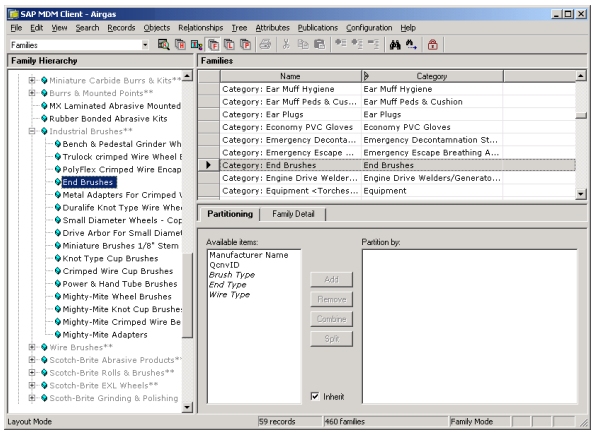 SAP MDM Client - Airgas
File Edit View Search Records Objects Relationships Tree Attributes Publications Configuration Help
Families
Family Hierarchy
Miniature Carbide Burrs & Kits**
Burrs & Mounted Points**
MX Laminated Abrasive Mounted
Rubber Bonded Abrasive Kits
Industrial Brushes**
Bench & Pedestal Grinder Wh
Trulock crimped Wire Wheel B
PolyFlex Crimped Wire Encap
End Brushes
Metal Adapters For Crimped W
Duralife Knot Type Wire Whee
Small Diameter Wheels - Cop
Drive Arbor For Small Diamet
Miniature Brushes 1/8" Stem
Knot Type Cup Brushes
Crimped Wire Cup Brushes
Power & Hand Tube Brushes
Mighty-Mite Wheel Brushes
Mighty-Mite Knot Cup Brushes
Mighty-Mite Crimped Wire Be
Mighty-Mite Adapters
Wire Brushes**
Scotch-Brite Abrasive Products**
Scotch-Brite Rolls & Brushes**
Scotch-Brite EXL Wheels**
Scoth-Brite Grinding & Polishing
Families
Name Category
Category: Ear Muff Hygiene Ear Muff Hygiene
Category: Ear Muff Peds & Cus... Ear Muff Peds & Cushion
Category: Ear Plugs Ear Plugs
Category: Economy PVC Gloves Economy PVC Gloves
Category: Emergency Deconta... Emergency Decontamnation St...
Category: Emergency Escape ... Emergency Escape Breathing A...
Category: End Brushes End Brushes
Category: Engine Drive Welder... Engine Drive Welders/Generato...
Category: Equipment <Torches... Equipment
Partitioning Family Detail
Available items: Partition by:
Manufacturer Name
QcnvID
Brush Type
End Type
Wire Type
Add
Remove
Combine
Split
Inherit
Layout Mode 59 records 460 families Family Mode